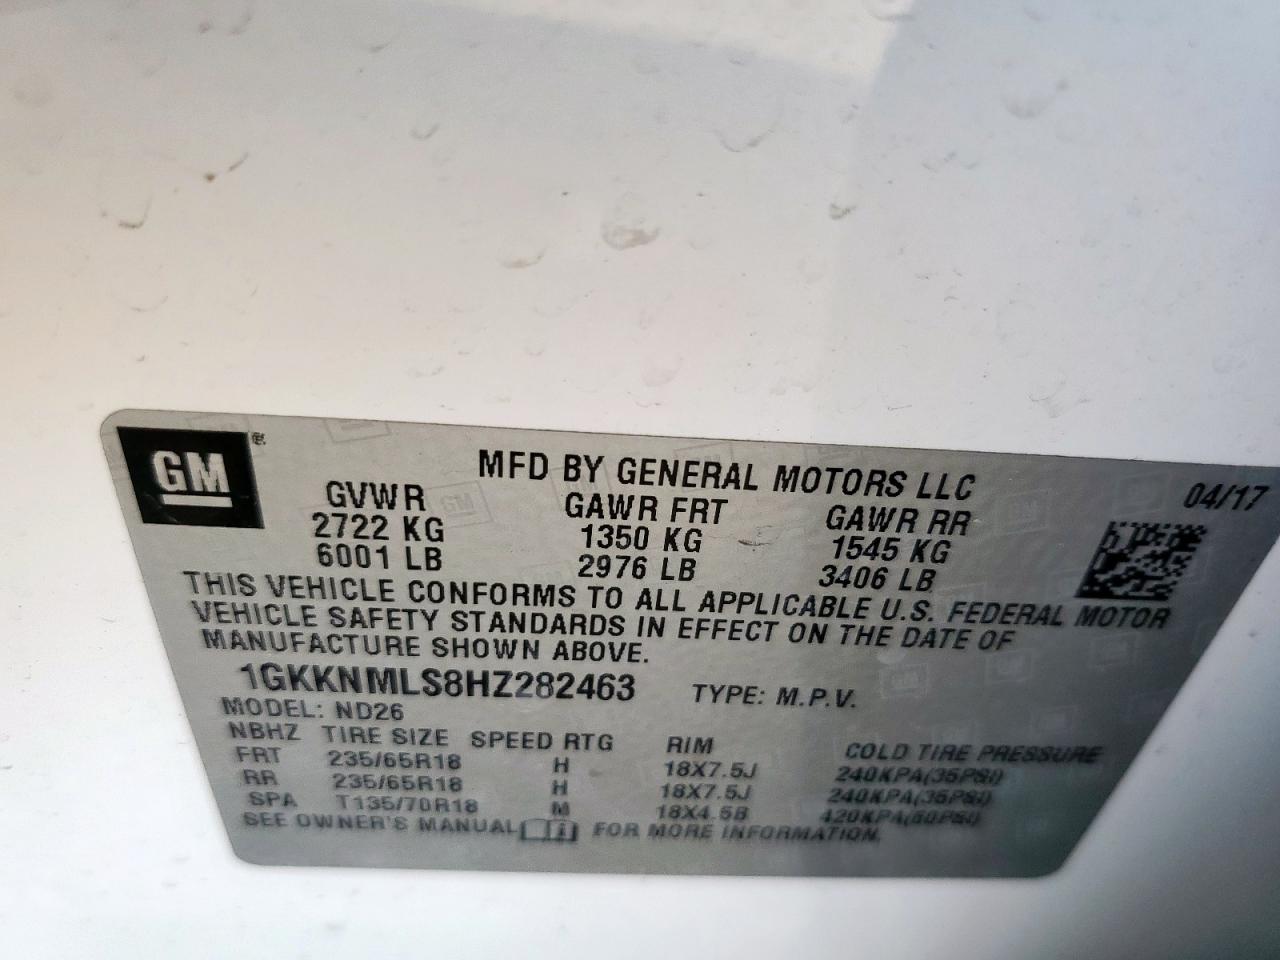 GM ®
MFD BY GENERAL MOTORS LLC
04/17
GVWR GAWR FRT GAWR RR
2722 KG 1350 KG 1545 KG
6001 LB 2976 LB 3406 LB
THIS VEHICLE CONFORMS TO ALL APPLICABLE U.S. FEDERAL MOTOR
VEHICLE SAFETY STANDARDS IN EFFECT ON THE DATE OF
MANUFACTURE SHOWN ABOVE.
1GKKNMLS8HZ282463 TYPE: M.P.V.
MODEL: ND26
NBHZ TIRE SIZE SPEED RTG RIM COLD TIRE PRESSURE
FRT 235/65R18 H 18X7.5J 240KPA(35PSI)
RR 235/65R18 H 18X7.5J 240KPA(35PSI)
SPA T135/70R18 M 18X4.5B 420KPA(60PSI)
SEE OWNER'S MANUAL FOR MORE INFORMATION.